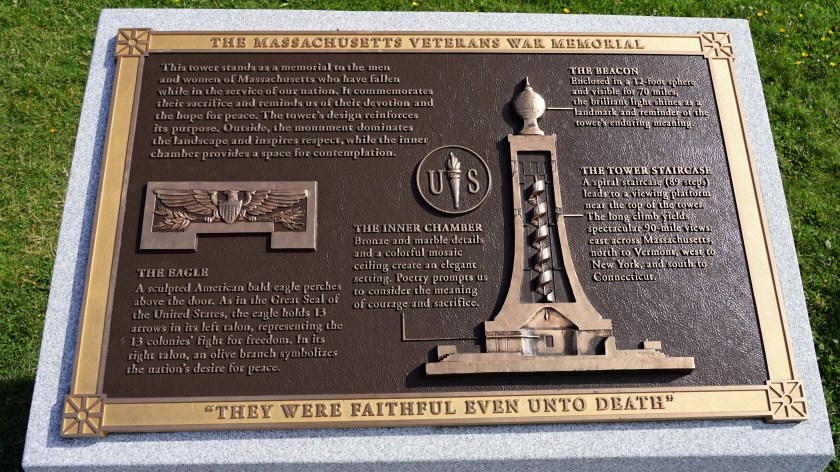 THE MASSACHUSETTS VETERANS WAR MEMORIAL
This tower stands as a memorial to the men
and women of Massachusetts who have fallen
while in the service of our nation. It commemorates
their sacrifice and reminds us of their devotion and
the hope for peace. The tower's design reinforces
its purpose. Outside, the monument dominates
the landscape and inspires respect, while the inner
chamber provides a space for contemplation.
THE BEACON
Enclosed in a 12-foot sphere
and visible for 70 miles,
the brilliant light shines as a
landmark and reminder of the
tower's enduring meaning.
U S
THE TOWER STAIRCASE
A spiral staircase (89 steps)
leads to a viewing platform
near the top of the tower.
The long climb yields
spectacular 90-mile views:
east across Massachusetts,
north to Vermont, west to
New York, and south to
Connecticut.
THE INNER CHAMBER
Bronze and marble details
and a colorful mosaic
ceiling create an elegant
setting. Poetry prompts us
to consider the meaning
of courage and sacrifice.
THE EAGLE
A sculpted American bald eagle perches
above the door. As in the Great Seal of
the United States, the eagle holds 13
arrows in its left talon, representing the
13 colonies' fight for freedom. In its
right talon, an olive branch symbolizes
the nation's desire for peace.
"THEY WERE FAITHFUL EVEN UNTO DEATH"